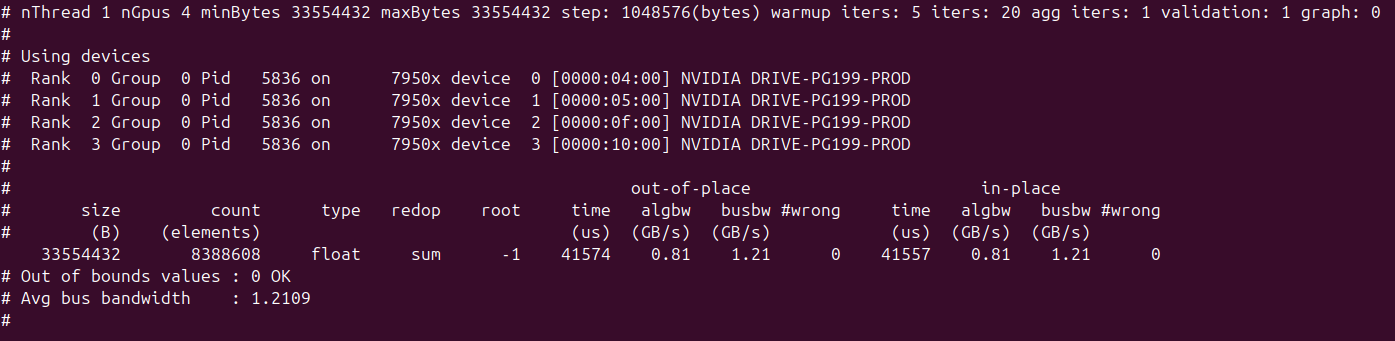 # nThread 1 nGpus 4 minBytes 33554432 maxBytes 33554432 step: 1048576(bytes) warmup iters: 5 iters: 20 agg iters: 1 validation: 1 graph: 0
#
# Using devices
#  Rank  0 Group  0 Pid   5836 on      7950x device  0 [0000:04:00] NVIDIA DRIVE-PG199-PROD
#  Rank  1 Group  0 Pid   5836 on      7950x device  1 [0000:05:00] NVIDIA DRIVE-PG199-PROD
#  Rank  2 Group  0 Pid   5836 on      7950x device  2 [0000:0f:00] NVIDIA DRIVE-PG199-PROD
#  Rank  3 Group  0 Pid   5836 on      7950x device  3 [0000:10:00] NVIDIA DRIVE-PG199-PROD
#
#                                                              out-of-place                       in-place
#       size         count      type   redop    root     time   algbw   busbw #wrong     time   algbw   busbw #wrong
#        (B)    (elements)                               (us)  (GB/s)  (GB/s)            (us)  (GB/s)  (GB/s)
    33554432       8388608     float     sum      -1    41574    0.81    1.21      0    41557    0.81    1.21      0
# Out of bounds values : 0 OK
# Avg bus bandwidth    : 1.2109
#